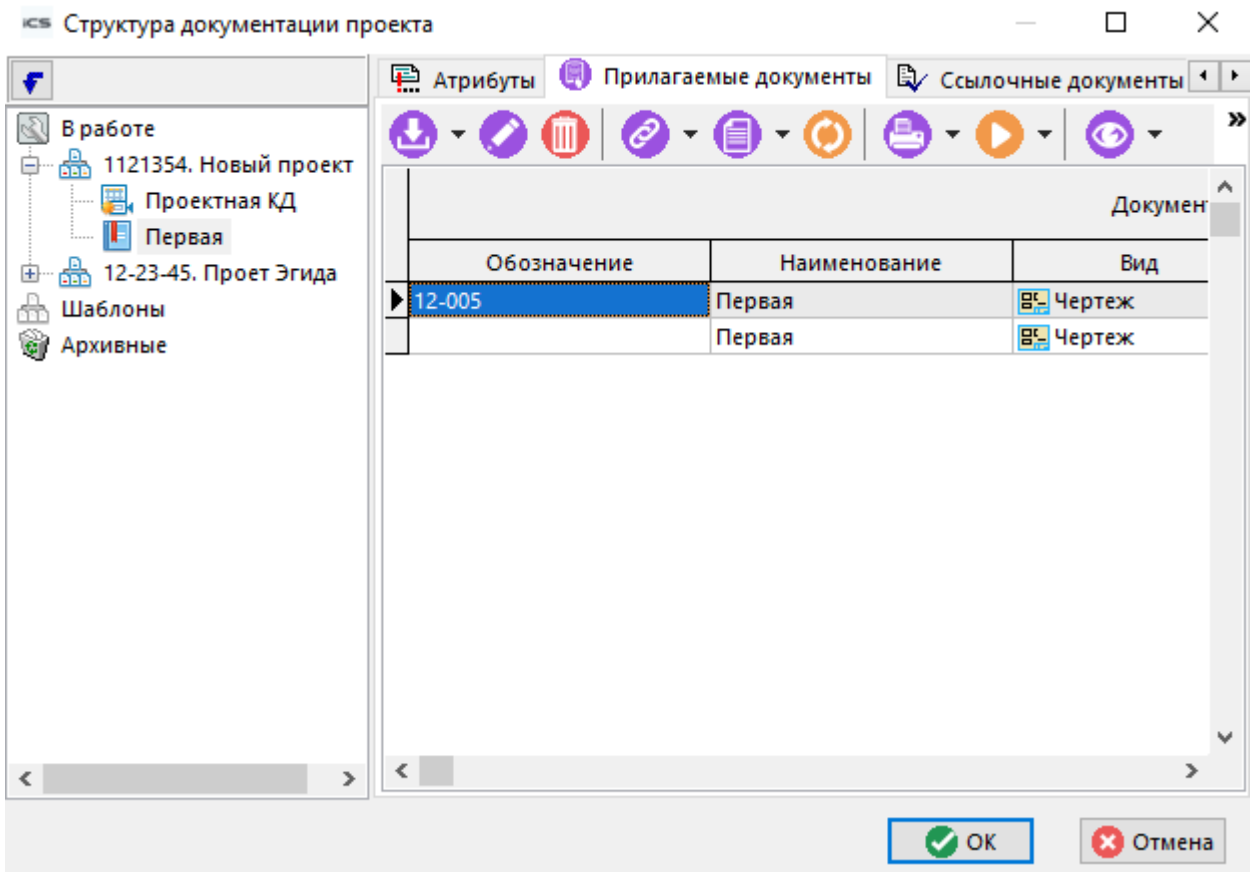 iCS Структура документации проекта
Атрибуты Прилагаемые документы Ссылочные документы
В работе
1121354. Новый проект
Проектная КД
Первая
12-23-45. Проет Эгида
Шаблоны
Архивные
Докумен
Обозначение Наименование Вид
12-005 Первая Чертеж
Первая Чертеж
ОК Отмена